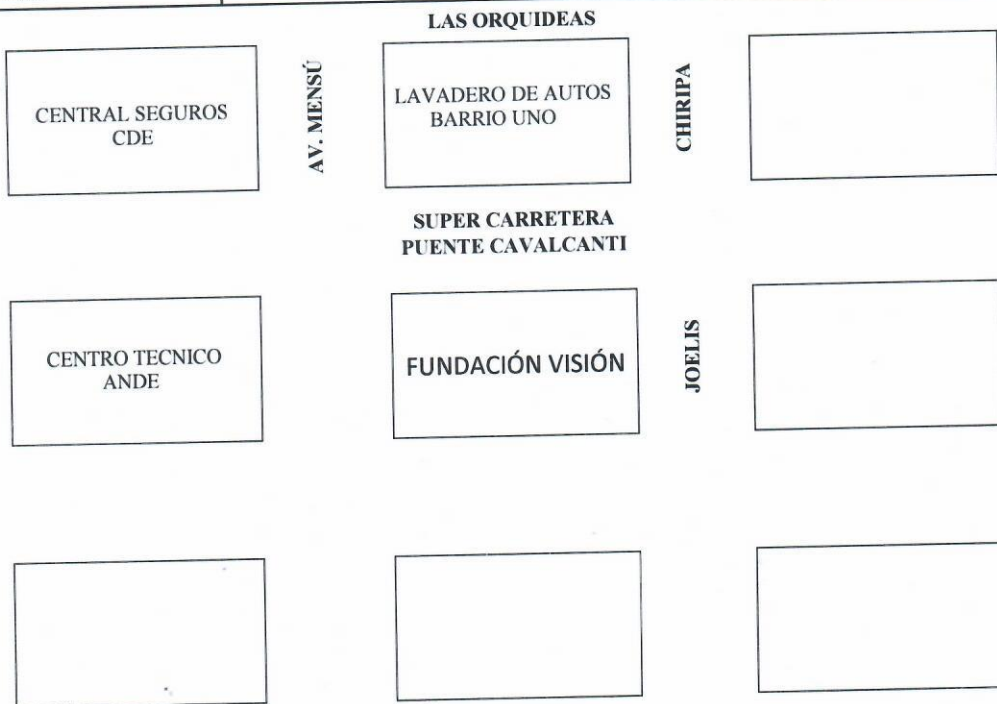 LAS ORQUIDEAS
CENTRAL SEGUROS
CDE
AV. MENSÚ
LAVADERO DE AUTOS
BARRIO UNO
CHIRIPA
SUPER CARRETERA
PUENTE CAVALCANTI
CENTRO TECNICO
ANDE
FUNDACIÓN VISIÓN
JOELIS